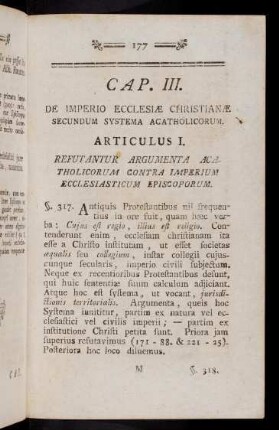 177
CAP. III.
DE IMPERIO ECCLESIÆ CHRISTIANÆ
SECUNDUM SYSTEMA ACATHOLICORUM.
ARTICULUS I.
REFUTANTUR ARGUMENTA ACA-
THOLICORUM CONTRA IMPERIUM
ECCLESIASTICUM EPISCOPORUM.
§. 317. Antiquis Protestantibus nil frequen-
tius in ore fuit, quam hæc ver-
ba: Cujus est regio, illius est religio. Con-
tenderunt enim, ecclesiam christianam ita
esse a Christo institutam, ut esset societas
æqualis seu collegium, instar collegii cujus-
cunque secularis, imperio civili subjectum.
Neque ex recentioribus Protestantibus desunt,
qui huic sententiæ suum calculum adjiciant.
Atque hoc est systema, ut vocant, jurisdi-
ctionis territorialis. Argumenta, queis hoc
Systema innititur, partim ex natura vel ec-
clesiastici vel civilis imperii; — partim ex
institutione Christi petita sunt. Priora jam
superius refutavimus (171 - 88. & 221 - 25).
Posteriora hoc loco diluemus.
M §. 318.